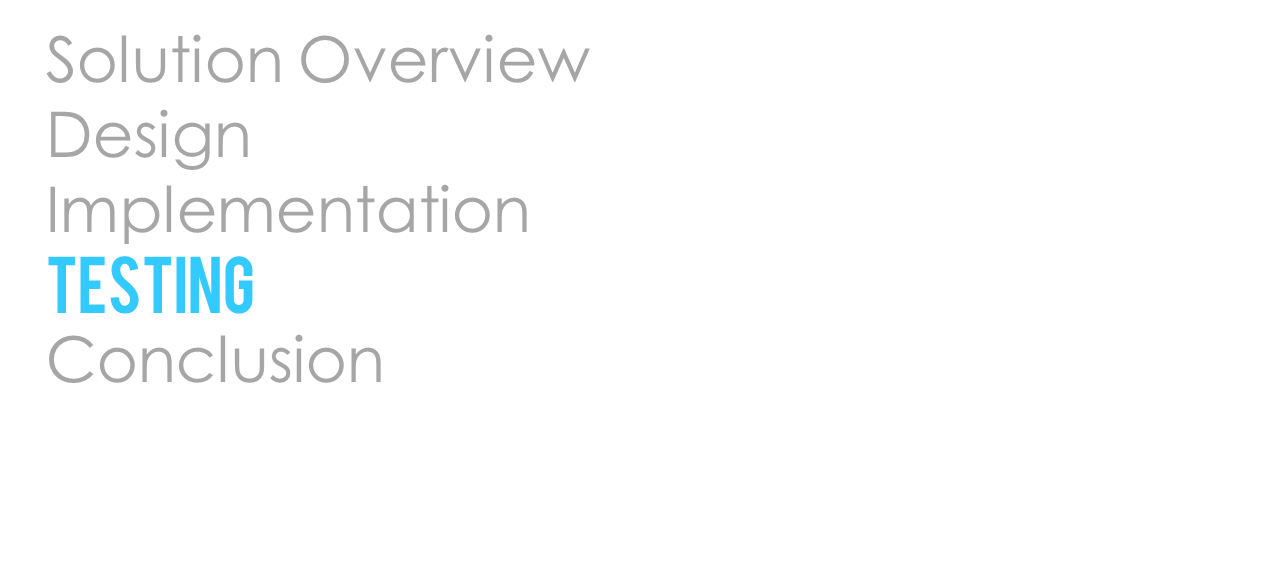 Solution Overview
Design
Implementation
TESTING
Conclusion